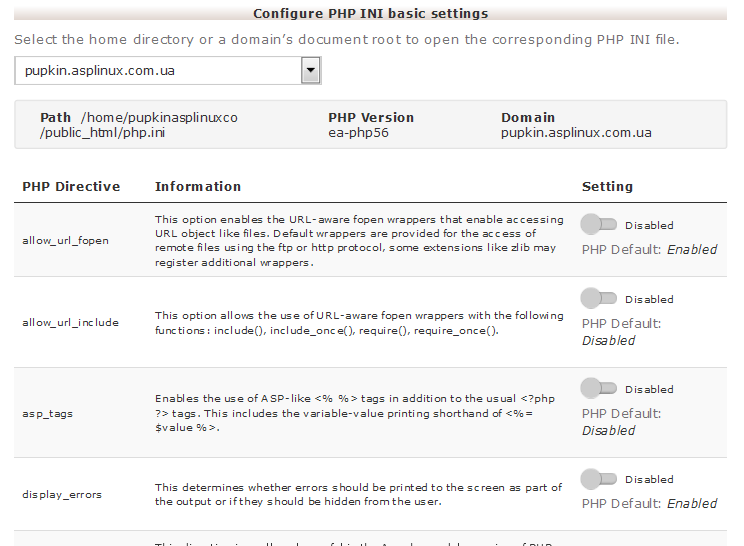 Configure PHP INI basic settings
Select the home directory or a domain's document root to open the corresponding PHP INI file.
pupkin.asplinux.com.ua
Path /home/pupkinasplinuxco
/public_html/php.ini
PHP Version
ea-php56
Domain
pupkin.asplinux.com.ua
PHP Directive Information Setting
allow_url_fopen
This option enables the URL-aware fopen wrappers that enable accessing
URL object like files. Default wrappers are provided for the access of
remote files using the ftp or http protocol, some extensions like zlib may
register additional wrappers.
Disabled
PHP Default: Enabled
allow_url_include
This option allows the use of URL-aware fopen wrappers with the following
functions: include(), include_once(), require(), require_once().
Disabled
PHP Default:
Disabled
asp_tags
Enables the use of ASP-like <% %> tags in addition to the usual <?php
?> tags. This includes the variable-value printing shorthand of <%=
$value %>.
Disabled
PHP Default:
Disabled
display_errors
This determines whether errors should be printed to the screen as part of
the output or if they should be hidden from the user.
Disabled
PHP Default: Enabled